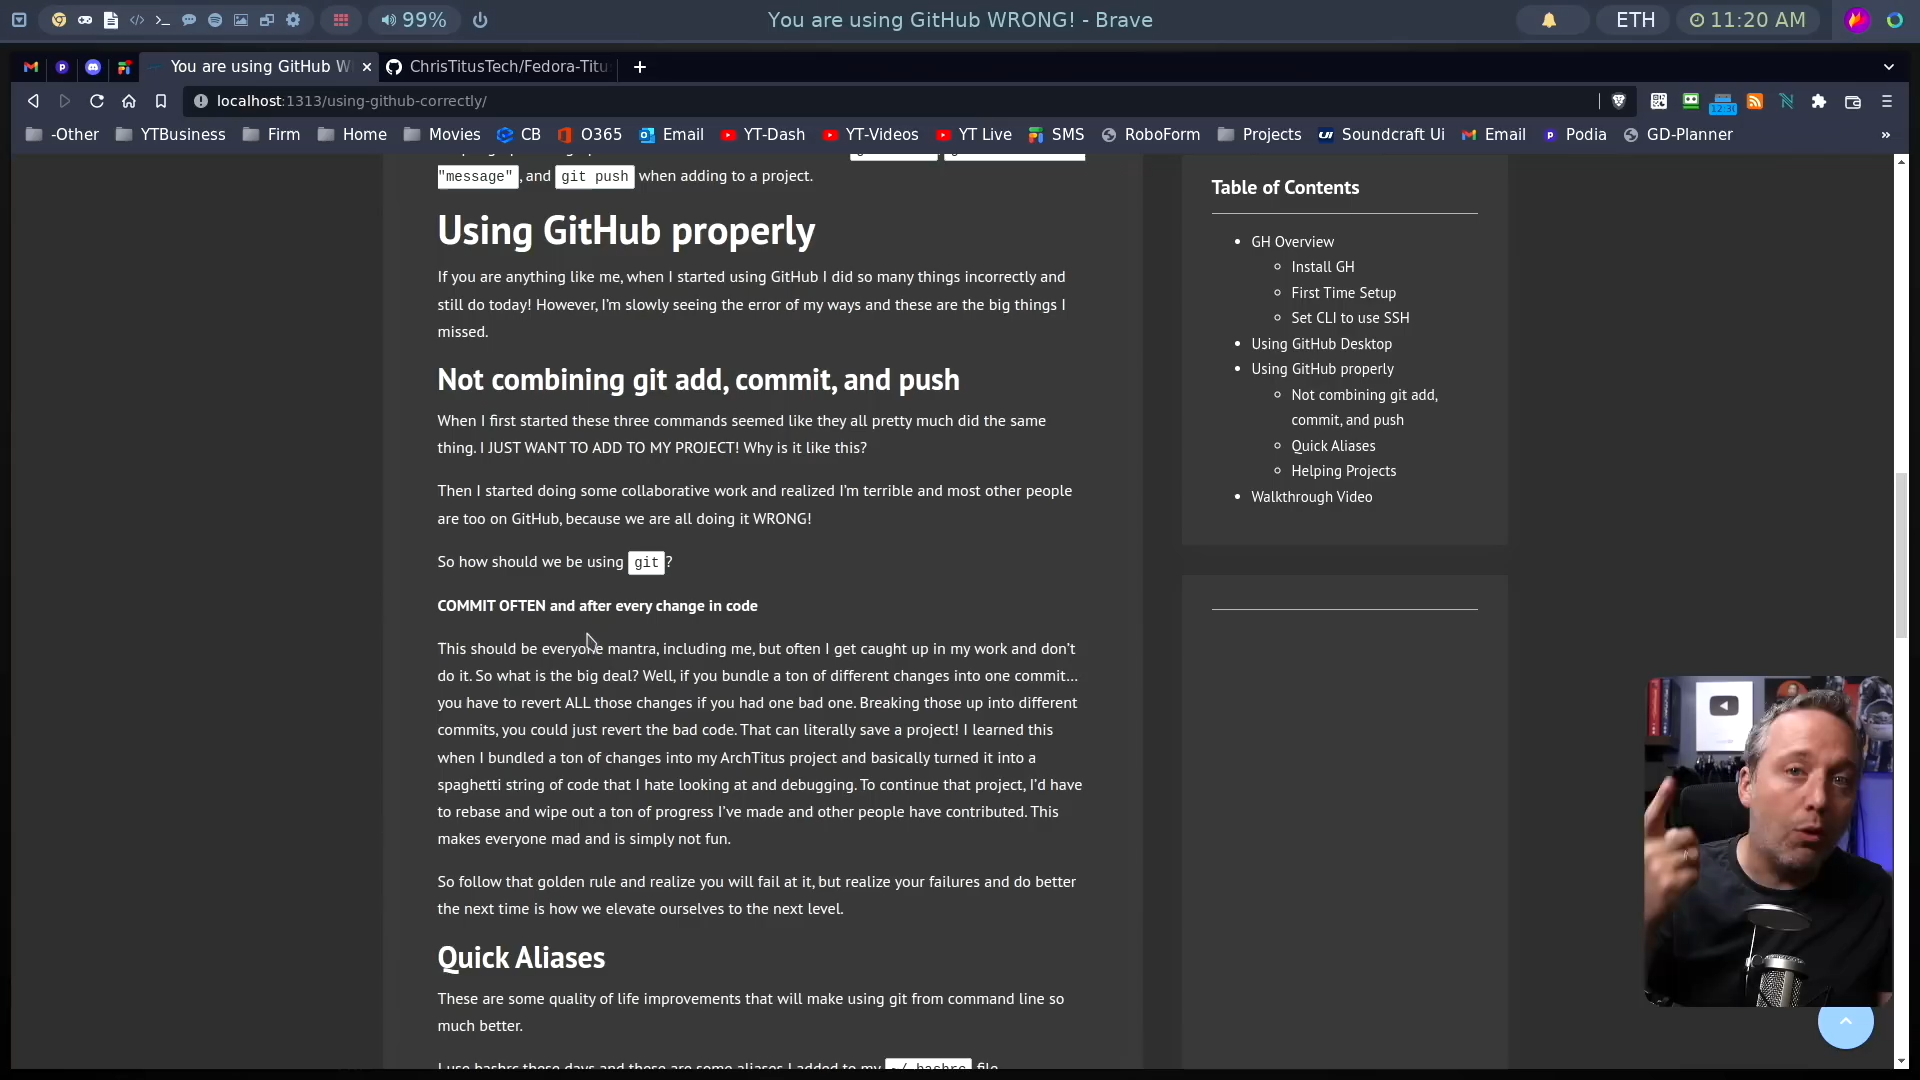 99%
You are using GitHub WRONG! - Brave
ETH
11:20 AM
You are using GitHub W
ChrisTitusTech/Fedora-Titu
localhost:1313/using-github-correctly/
12:30
-Other
YTBusiness
Firm
Home
Movies
CB
O365
Email
YT-Dash
YT-Videos
YT Live
SMS
RoboForm
Projects
Soundcraft Ui
Email
Podia
GD-Planner
"message", and git push when adding to a project.
Using GitHub properly
If you are anything like me, when I started using GitHub I did so many things incorrectly and
still do today! However, I'm slowly seeing the error of my ways and these are the big things I
missed.
Not combining git add, commit, and push
When I first started these three commands seemed like they all pretty much did the same
thing. I JUST WANT TO ADD TO MY PROJECT! Why is it like this?
Then I started doing some collaborative work and realized I'm terrible and most other people
are too on GitHub, because we are all doing it WRONG!
So how should we be using git?
COMMIT OFTEN and after every change in code
This should be everyone mantra, including me, but often I get caught up in my work and don't
do it. So what is the big deal? Well, if you bundle a ton of different changes into one commit…
you have to revert ALL those changes if you had one bad one. Breaking those up into different
commits, you could just revert the bad code. That can literally save a project! I learned this
when I bundled a ton of changes into my ArchTitus project and basically turned it into a
spaghetti string of code that I hate looking at and debugging. To continue that project, I'd have
to rebase and wipe out a ton of progress I've made and other people have contributed. This
makes everyone mad and is simply not fun.
So follow that golden rule and realize you will fail at it, but realize your failures and do better
the next time is how we elevate ourselves to the next level.
Quick Aliases
These are some quality of life improvements that will make using git from command line so
much better.
I use bashrc these days and these are some aliases I added to my ~/.bashrc file
Table of Contents
GH Overview
Install GH
First Time Setup
Set CLI to use SSH
Using GitHub Desktop
Using GitHub properly
Not combining git add,
commit, and push
Quick Aliases
Helping Projects
Walkthrough Video